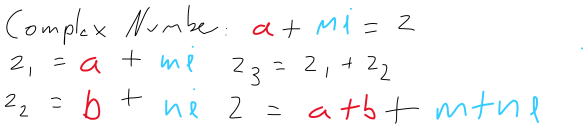 Complex Number: a + mi = z
z₁ = a + mi z₃ = z₁ + z₂
z₂ = b + ni z = a+b + m+ni